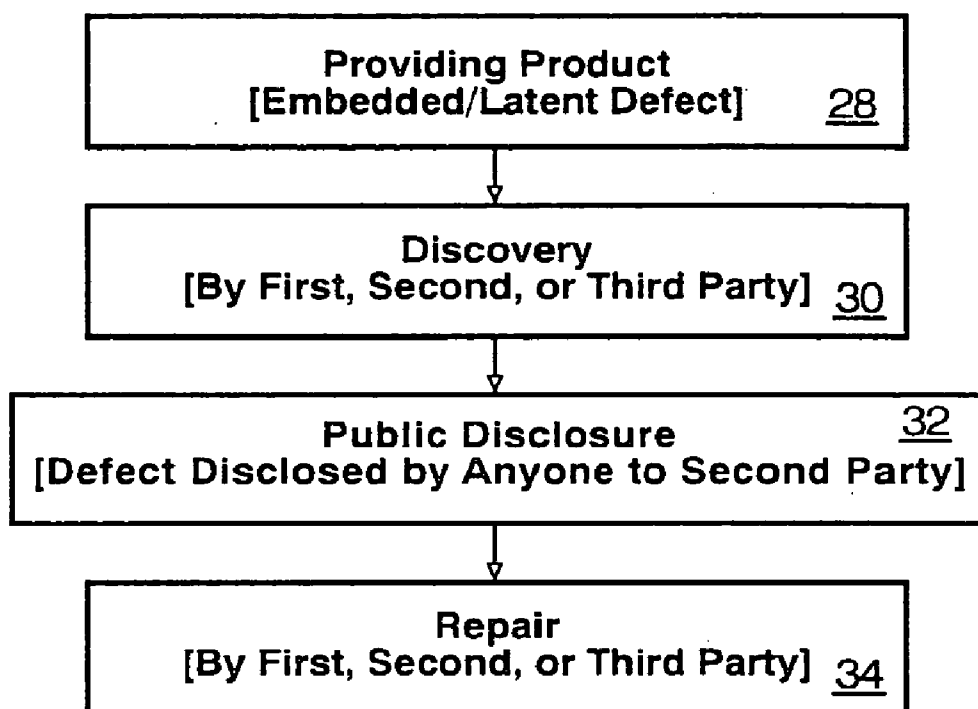 Providing Product
[Embedded/Latent Defect]
28
Discovery
[By First, Second, or Third Party]
30
32
Public Disclosure
[Defect Disclosed by Anyone to Second Party]
Repair
[By First, Second, or Third Party]
34